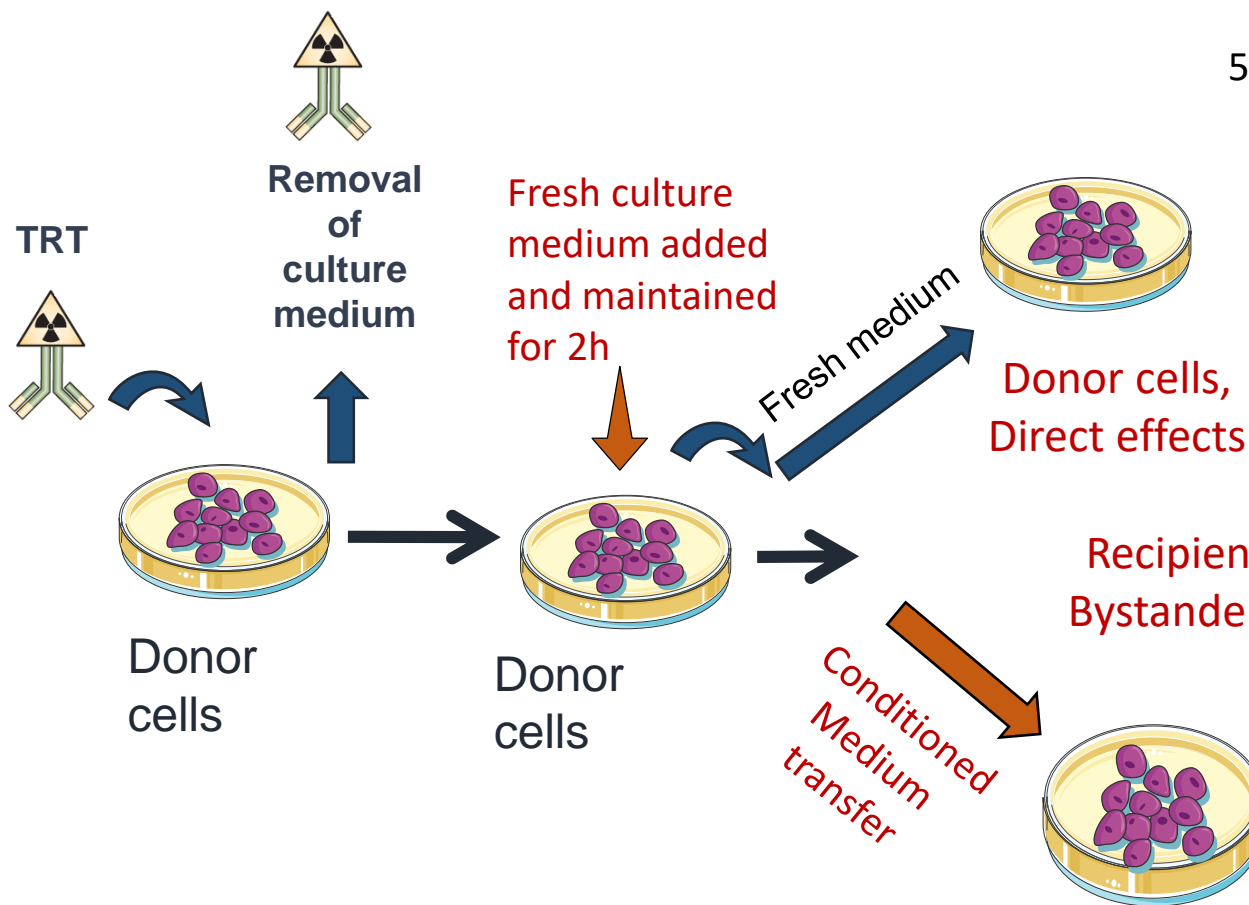 5
TRT
Removal
of
culture
medium
Fresh culture
medium added
and maintained
for 2h
Fresh medium
Donor cells,
Direct effects
Recipien
Bystande
Donor
cells
Donor
cells
Conditioned
Medium
transfer